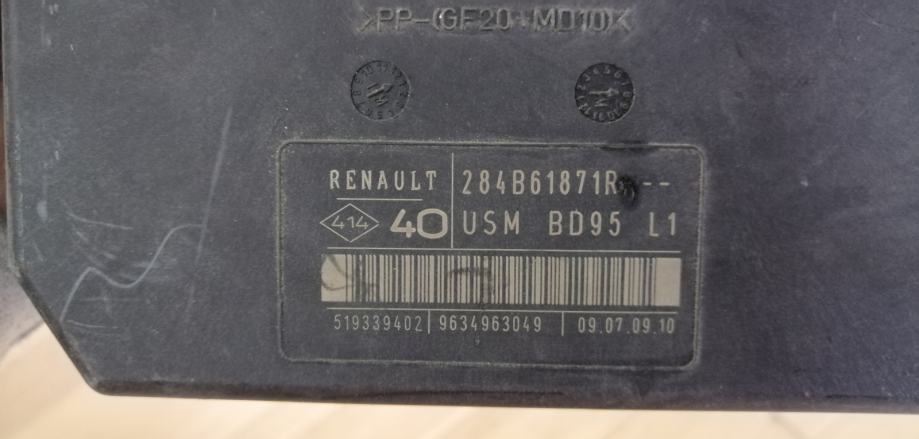 >PP-(GF20+MD10)<
RENAULT 284B61871R --
414 40 USM BD95 L1
519339402 9634963049 09.07.09.10